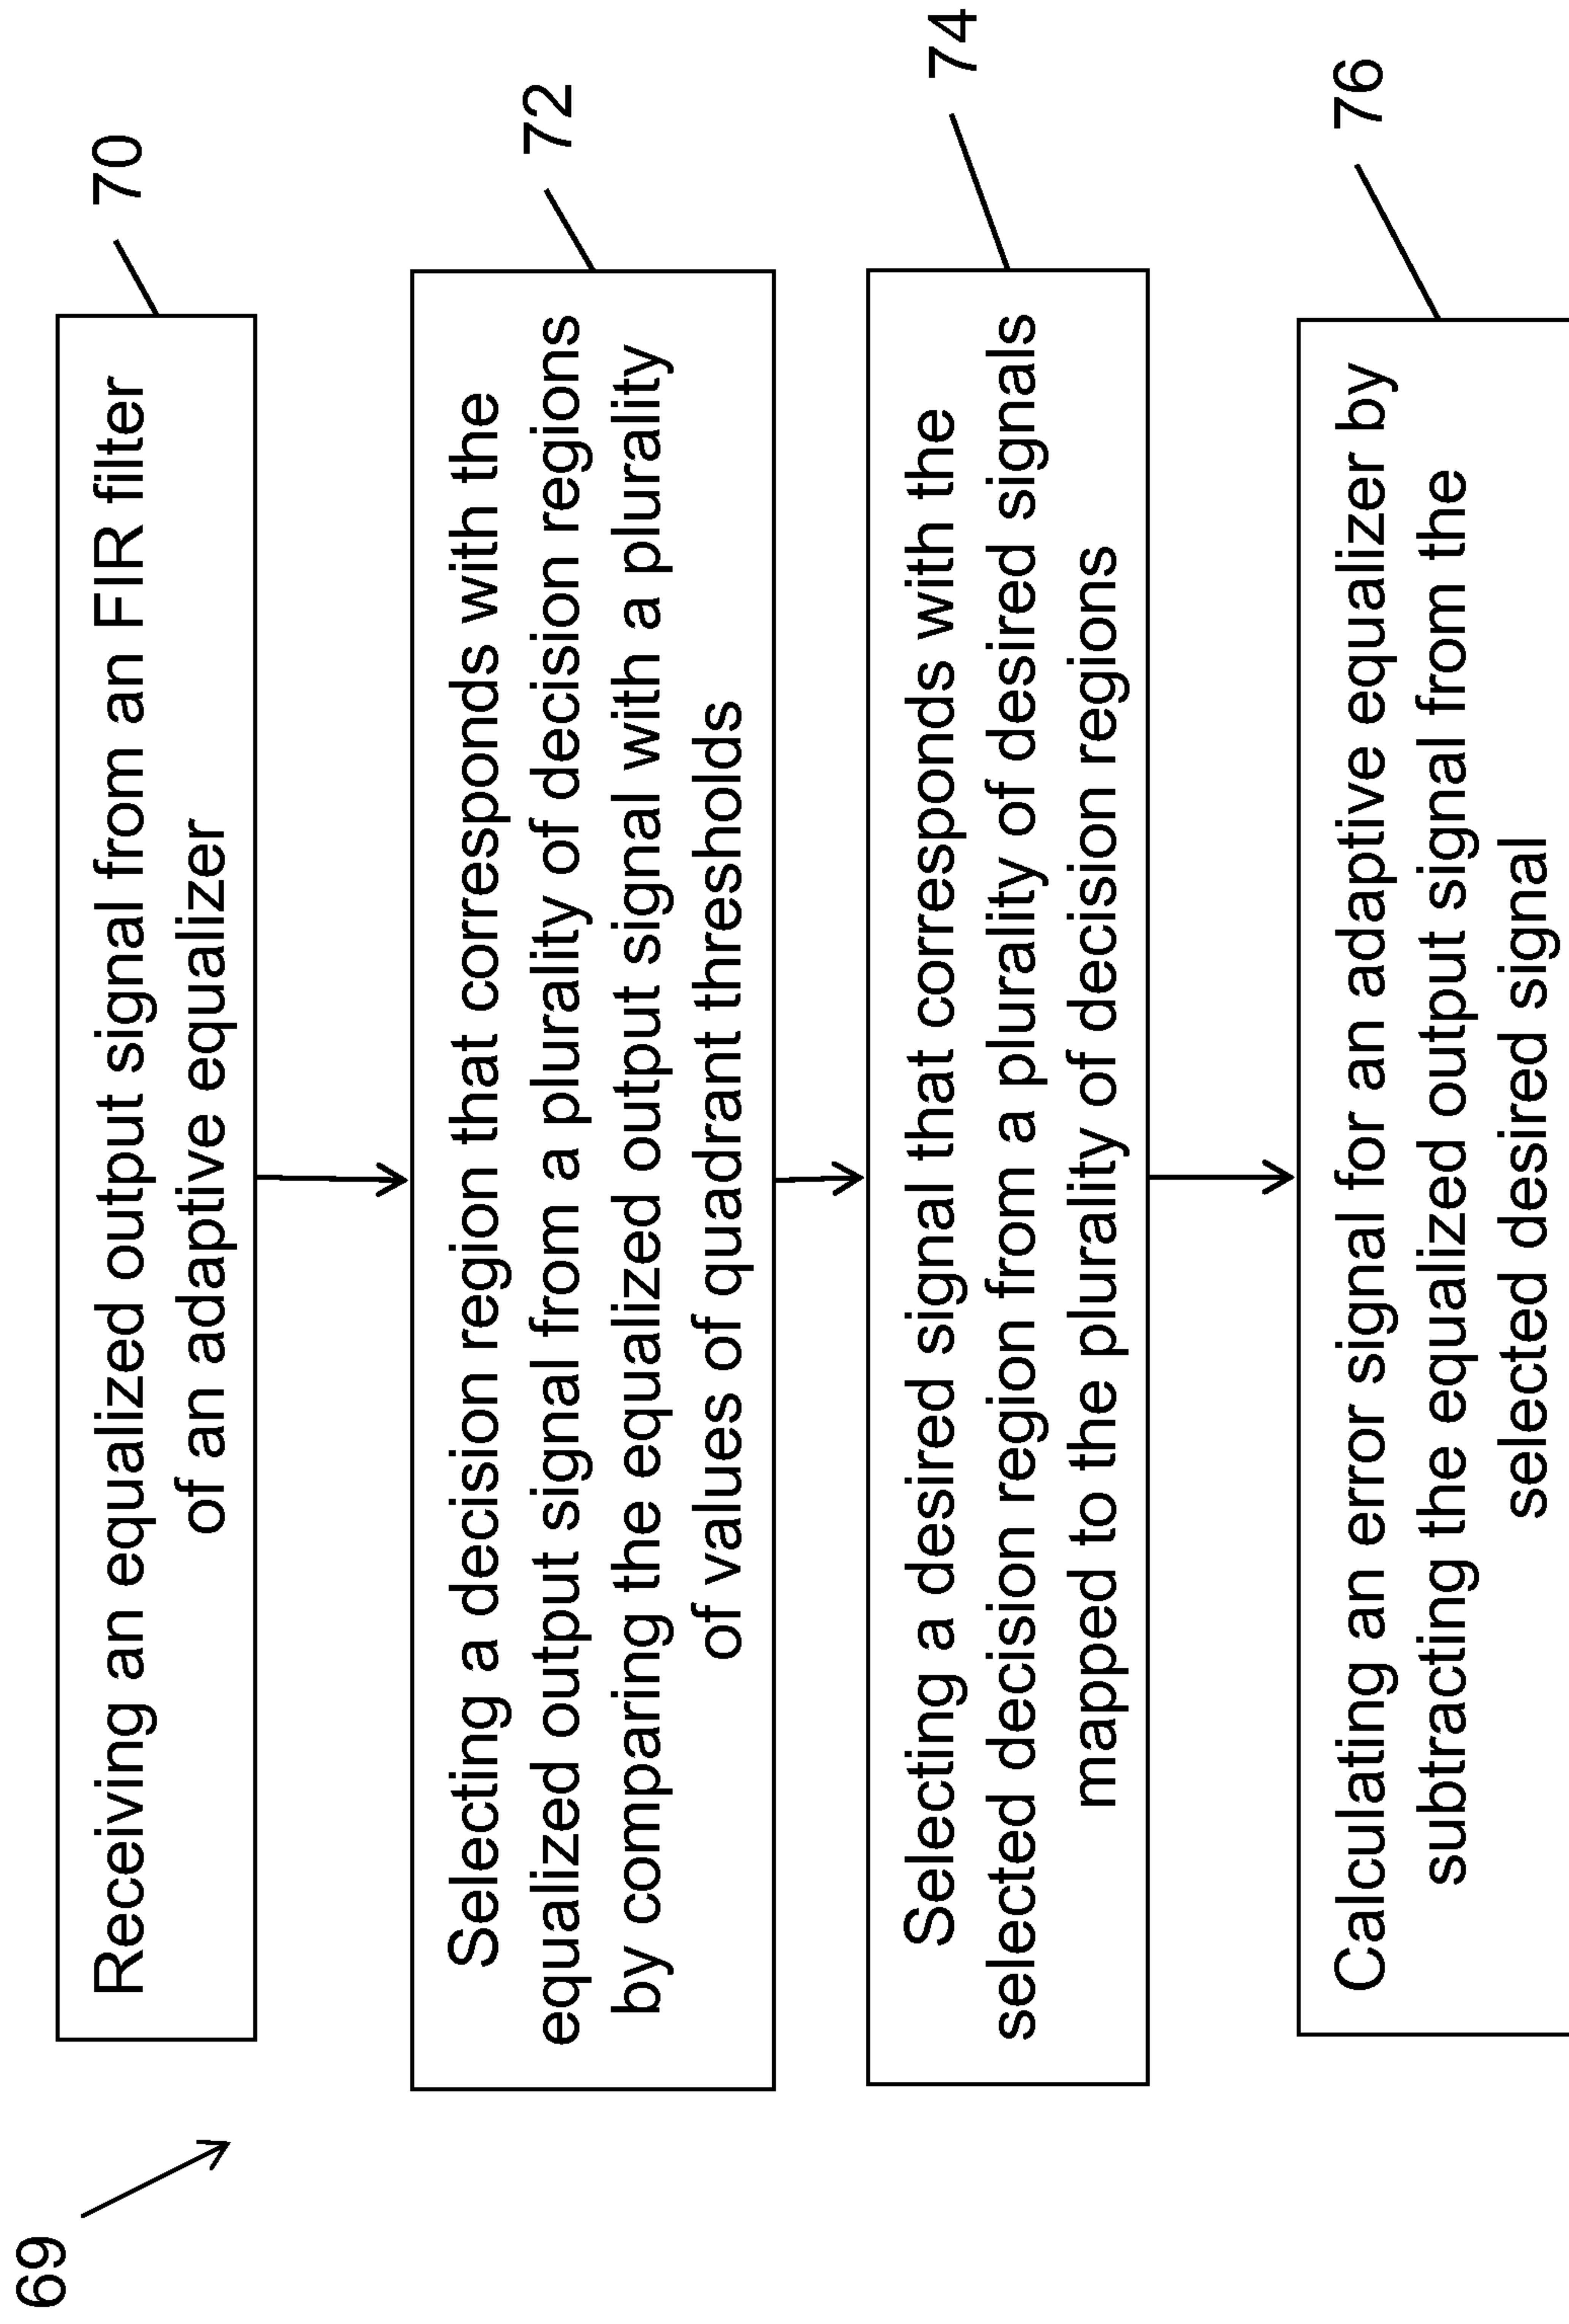 69
70
Receiving an equalized output signal from an FIR filter
of an adaptive equalizer
72
Selecting a decision region that corresponds with the
equalized output signal from a plurality of decision regions
by comparing the equalized output signal with a plurality
of values of quadrant thresholds
74
Selecting a desired signal that corresponds with the
selected decision region from a plurality of desired signals
mapped to the plurality of decision regions
76
Calculating an error signal for an adaptive equalizer by
subtracting the equalized output signal from the
selected desired signal